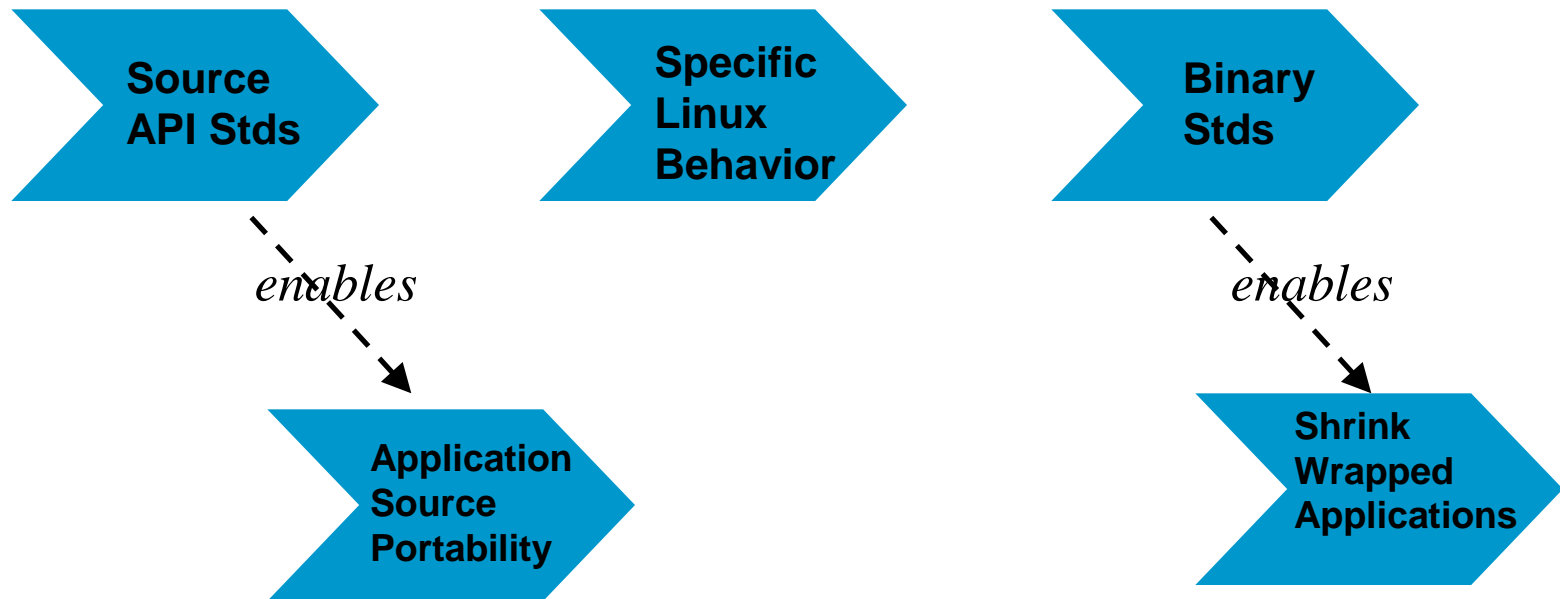 Source
API Stds
Specific
Linux
Behavior
Binary
Stds
enables
enables
Application
Source
Portability
Shrink
Wrapped
Applications